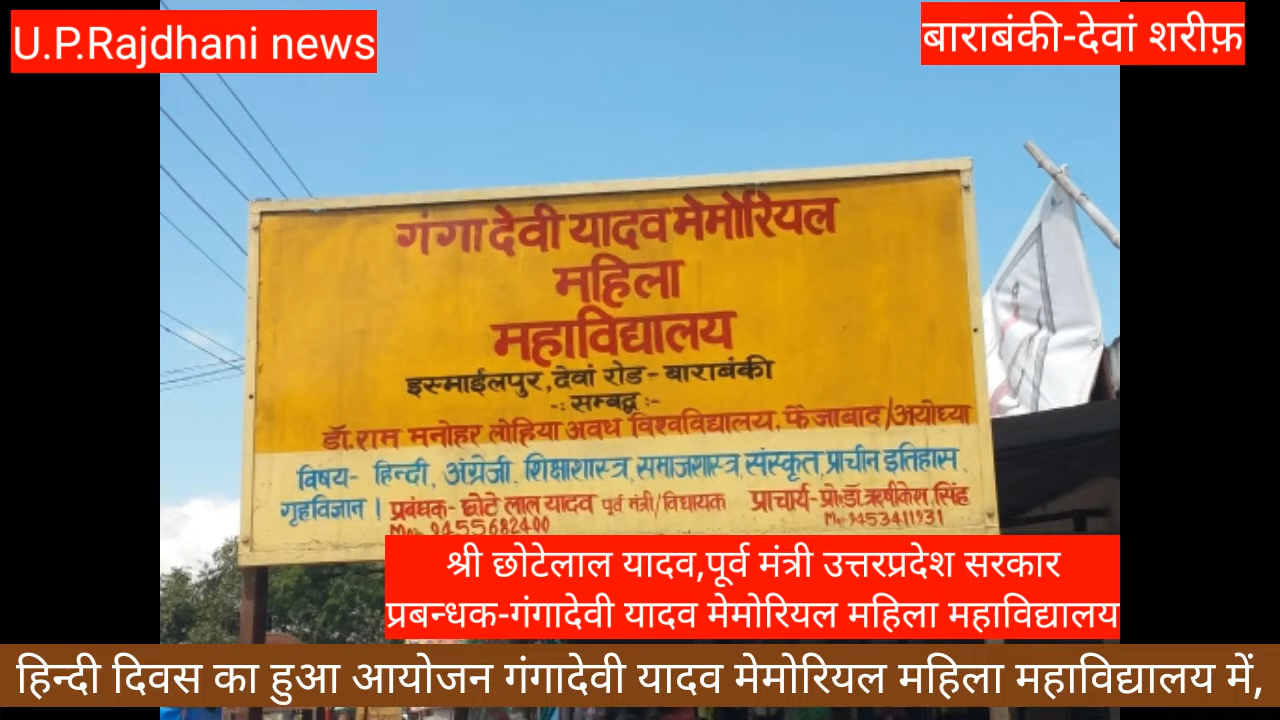 U.P.Rajdhani news
बाराबंकी-देवां शरीफ़
गंगा देवी यादव मेमोरियल
महिला
महाविद्यालय
इस्माईलपुर, देवां रोड - बाराबंकी
-: सम्बद्ध :-
डॉ. राम मनोहर लोहिया अवध विश्वविद्यालय, फैजाबाद/अयोध्या
विषय- हिन्दी, अंग्रेजी, शिक्षाशास्त्र, समाजशास्त्र, संस्कृत, प्राचीन इतिहास,
गृहविज्ञान । प्रबंधक- छोटे लाल यादव पूर्व मंत्री/विधायक प्राचार्य- प्रो.डॉ. ऋषीकेश सिंह
9455682400 9453411931
श्री छोटेलाल यादव,पूर्व मंत्री उत्तरप्रदेश सरकार
प्रबन्धक-गंगादेवी यादव मेमोरियल महिला महाविद्यालय
हिन्दी दिवस का हुआ आयोजन गंगादेवी यादव मेमोरियल महिला महाविद्यालय में,